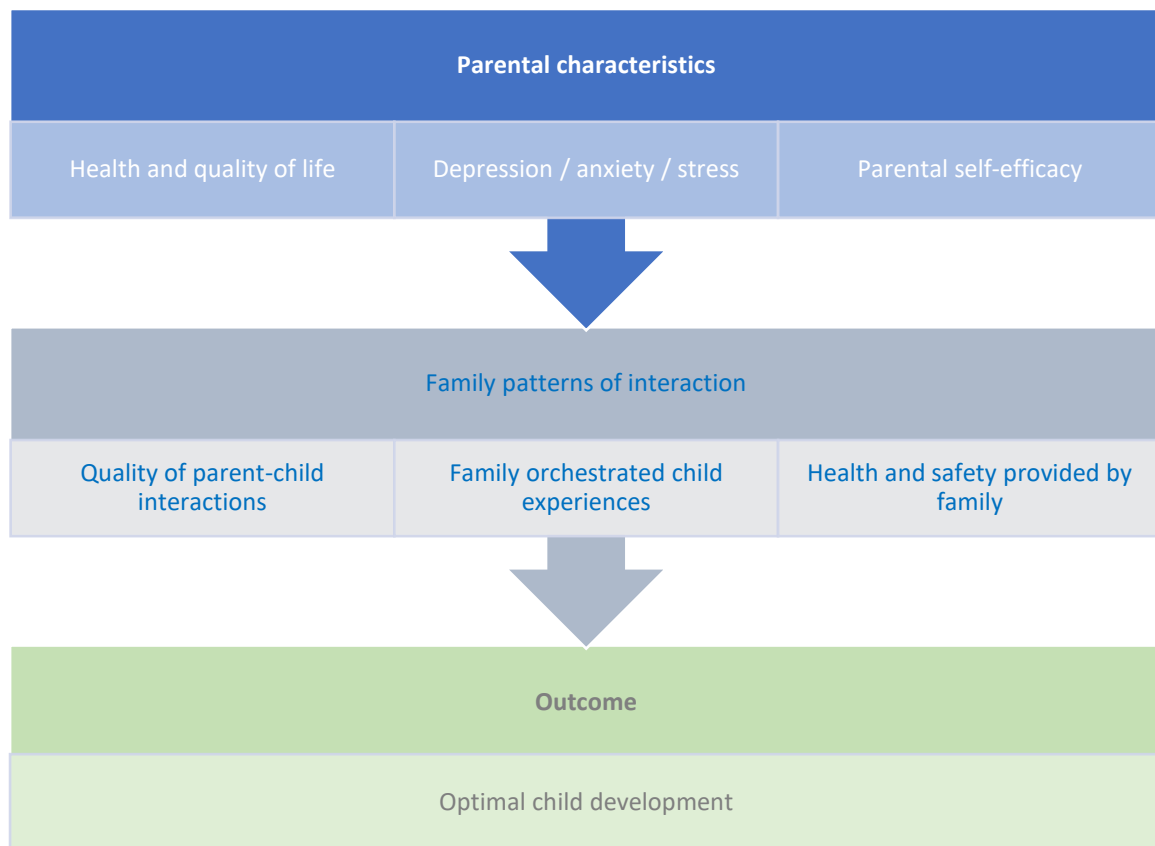 Parental characteristics
Health and quality of life
Depression / anxiety / stress
Parental self-efficacy
Family patterns of interaction
Quality of parent-child
interactions
Family orchestrated child
experiences
Health and safety provided by
family
Outcome
Optimal child development